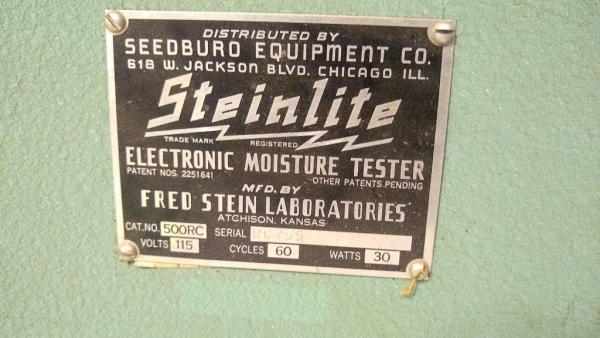 DISTRIBUTED BY
SEEDBURO EQUIPMENT CO.
618 W. JACKSON BLVD. CHICAGO ILL.
Steinlite
TRADE MARK REGISTERED
ELECTRONIC MOISTURE TESTER
PATENT NOS. 2251641 OTHER PATENTS PENDING
MFD. BY
FRED STEIN LABORATORIES
ATCHISON, KANSAS
CAT. NO. 500RC SERIAL
VOLTS 115 CYCLES 60 WATTS 30